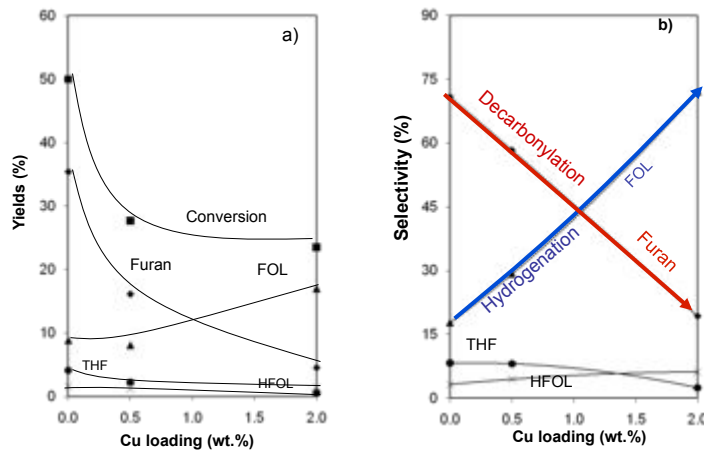 a)
60
50
40
30
20
10
0
Yields (%)
Conversion
Furan
FOL
THF
HFOL
0.0 0.5 1.0 1.5 2.0
Cu loading (wt.%)
b)
90
75
60
45
30
15
0
Selectivity (%)
Decarbonylation
FOL
Hydrogenation
Furan
THF
HFOL
0.0 0.5 1.0 1.5 2.0
Cu loading (wt.%)